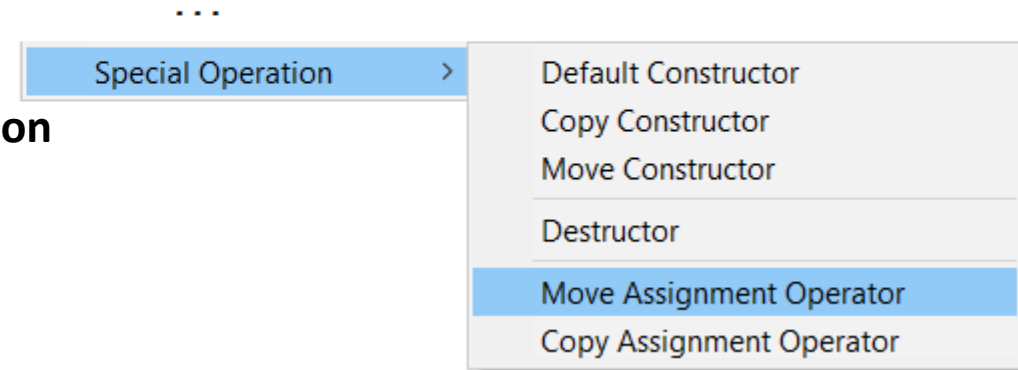 ...
Special Operation >
on
Default Constructor
Copy Constructor
Move Constructor
Destructor
Move Assignment Operator
Copy Assignment Operator